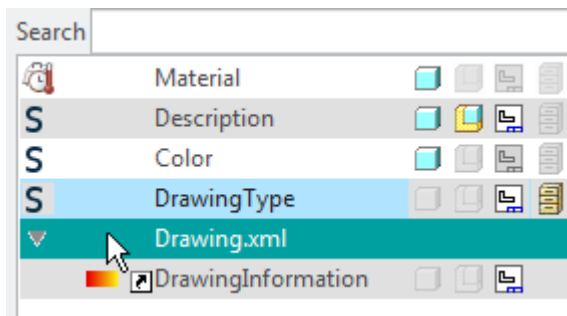 Search
Material
S Description
S Color
S DrawingType
Drawing.xml
DrawingInformation